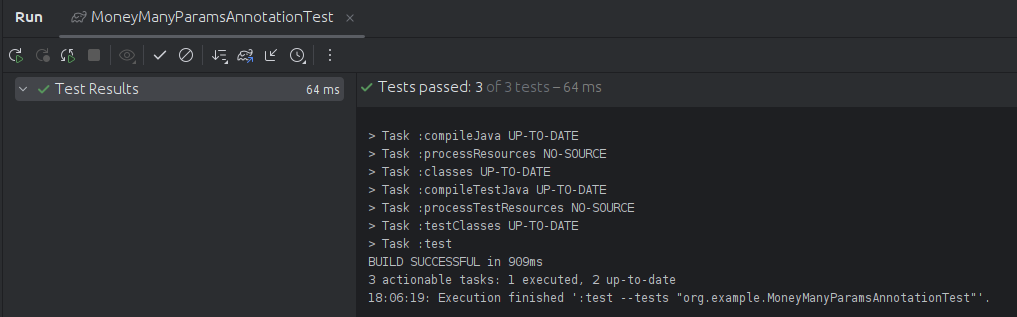 Run MoneyManyParamsAnnotationTest
Test Results 64 ms
Tests passed: 3 of 3 tests – 64 ms
> Task :compileJava UP-TO-DATE
> Task :processResources NO-SOURCE
> Task :classes UP-TO-DATE
> Task :compileTestJava UP-TO-DATE
> Task :processTestResources NO-SOURCE
> Task :testClasses UP-TO-DATE
> Task :test
BUILD SUCCESSFUL in 909ms
3 actionable tasks: 1 executed, 2 up-to-date
18:06:19: Execution finished ':test --tests "org.example.MoneyManyParamsAnnotationTest"'.